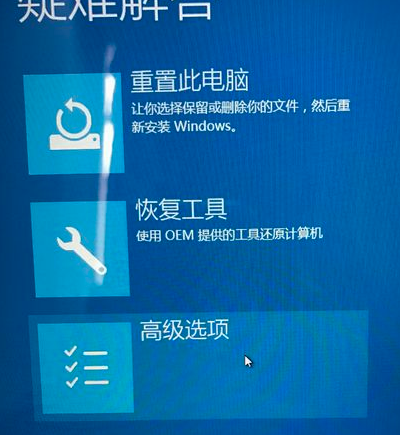 疑难解答
重置此电脑
让你选择保留或删除你的文件，然后重
新安装 Windows。
恢复工具
使用 OEM 提供的工具还原计算机
高级选项